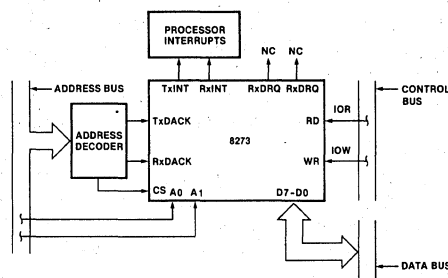 PROCESSOR
INTERRUPTS
NC NC
ADDRESS BUS
TxINT RxINT RxDRQ RxDRQ
CONTROL
BUS
IOR
TxDACK
RD
ADDRESS
DECODER
8273
IOW
RxDACK
WR
CS A0 A1
D7-D0
DATA BUS